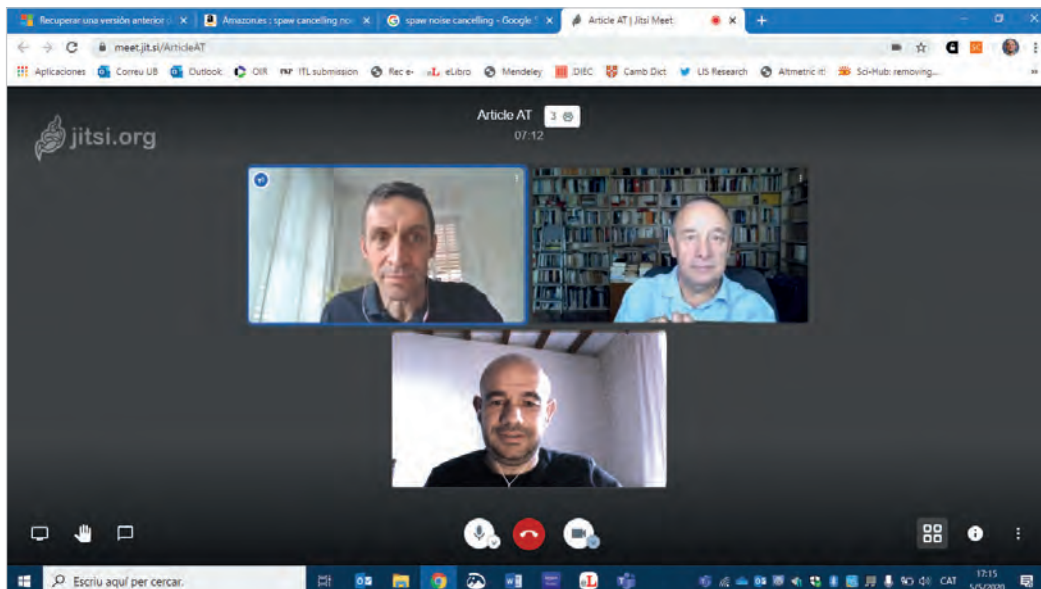 Recuperar una versión anterior d
Amazon.es : spaw cancelling no
spaw noise cancelling - Google
Article AT | Jitsi Meet
meet.jit.si/ArticleAT
Aplicaciones Correu UB Outlook OIR ITL submission Rec e- eLibro Mendeley DIEC Camb Dict LIS Research Altmetric it! Sci-Hub: removing...
jitsi.org
Article AT 3
07:12
Escriu aquí per cercar.
CAT
17:15
5/5/2020